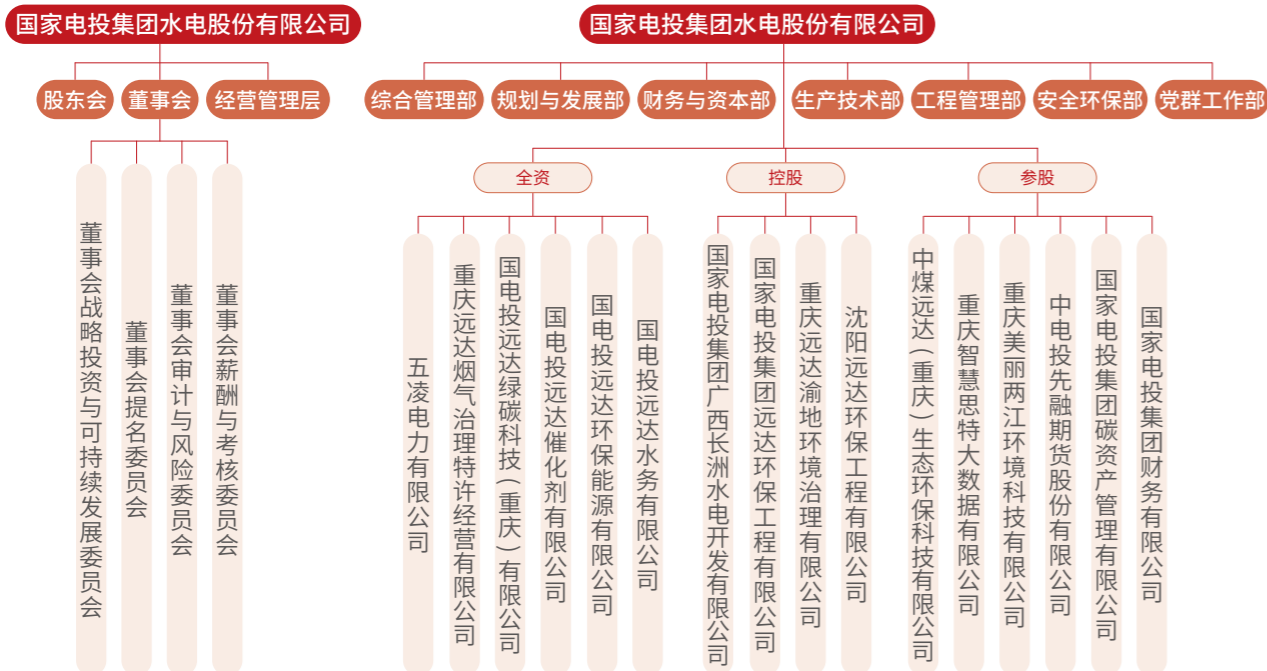 国家电投集团水电股份有限公司
股东会
董事会
经营管理层
董事会战略投资与可持续发展委员会
董事会提名委员会
董事会审计与风险委员会
董事会薪酬与考核委员会
国家电投集团水电股份有限公司
综合管理部
规划与发展部
财务与资本部
生产技术部
工程管理部
安全环保部
党群工作部
全资
五凌电力有限公司
重庆远达烟气治理特许经营有限公司
国电投远达绿碳科技(重庆)有限公司
国电投远达催化剂有限公司
国电投远达环保能源有限公司
国电投远达水务有限公司
控股
国家电投集团广西长洲水电开发有限公司
国家电投集团远达环保工程有限公司
重庆远达渝地环境治理有限公司
沈阳远达环保工程有限公司
参股
中煤远达(重庆)生态环保科技有限公司
重庆智慧思特大数据有限公司
重庆美丽两江环境科技有限公司
中电投先融期货股份有限公司
国家电投集团碳资产管理有限公司
国家电投集团财务有限公司